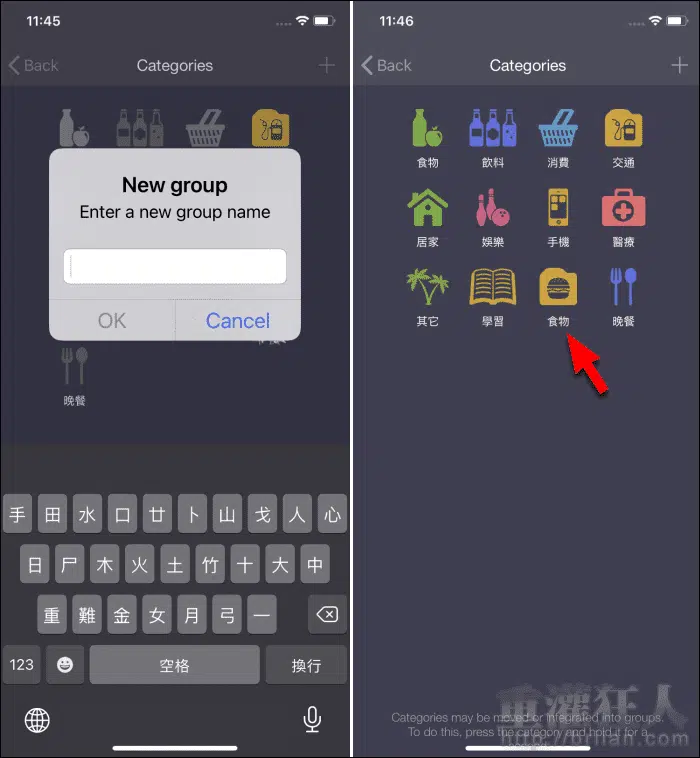 11:45
Back
Categories
New group
Enter a new group name
OK
Cancel
晚餐
手 田 水 口 廿 卜 山 戈 人 心
日 尸 木 火 土 竹 十 大 中
重 難 金 女 月 弓 一
123
空格
換行
11:46
Back
Categories
食物 飲料 消費 交通
居家 娛樂 手機 醫療
其它 學習 食物 晚餐
重灌狂人
Categories may be moved or integrated into groups.
To do this, press the category and hold it for a
http://briian.com